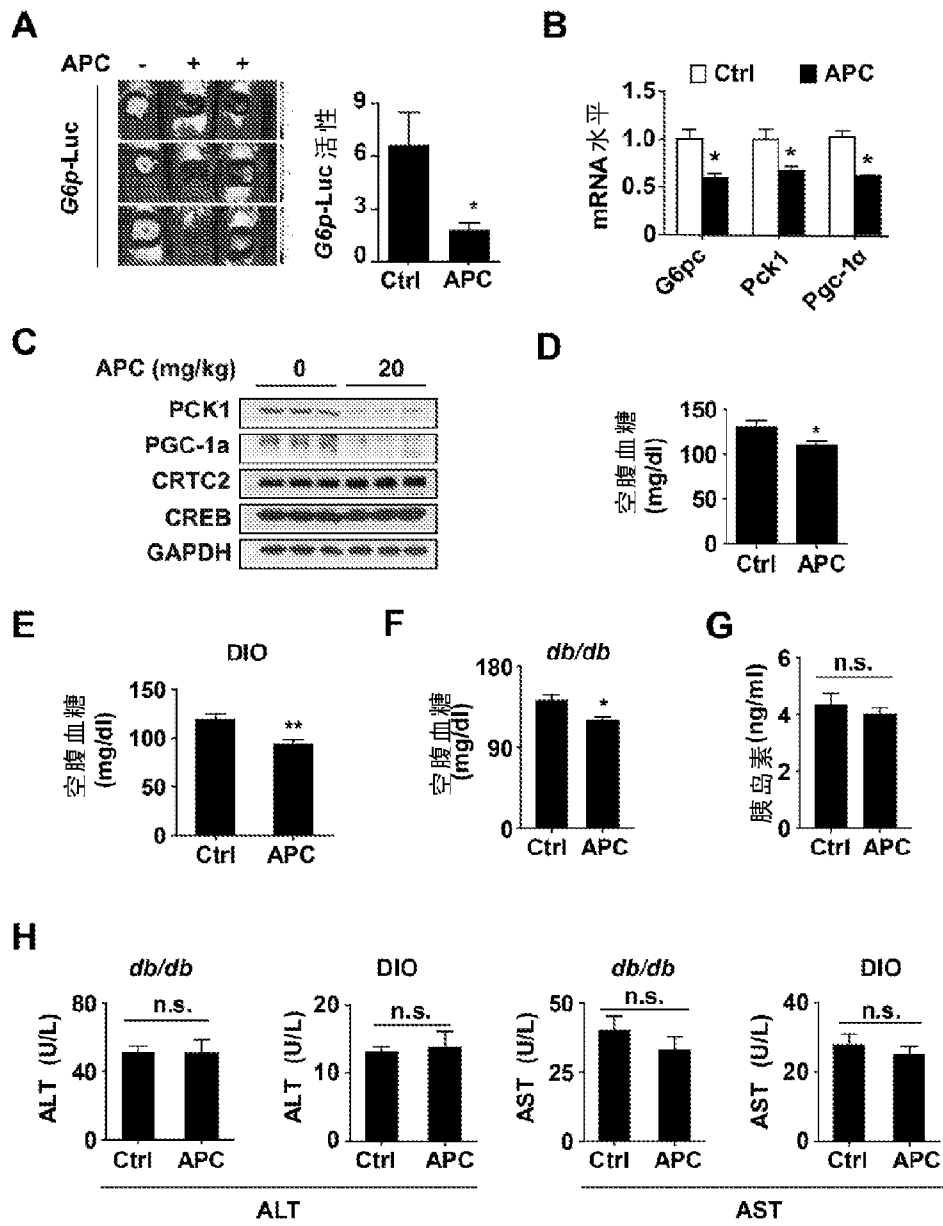 A
APC - + +
G6p-Luc
G6p-Luc 活性
9
6
3
0
Ctrl APC
*
B
Ctrl APC
mRNA 水平
1.5
1.0
0.5
0
* * *
G6pc Pck1 Pgc-1α
C
APC (mg/kg) 0 20
PCK1
PGC-1a
CRTC2
CREB
GAPDH
D
空腹血糖
(mg/dl)
150
100
50
0
*
Ctrl APC
E
DIO
空腹血糖
(mg/dl)
150
100
50
0
**
Ctrl APC
F
db/db
空腹血糖
(mg/dl)
180
90
0
*
Ctrl APC
G
胰岛素 (ng/ml)
6
4
2
0
n.s.
Ctrl APC
H
db/db
ALT (U/L)
80
40
0
n.s.
Ctrl APC
DIO
ALT (U/L)
20
10
0
n.s.
Ctrl APC
ALT
db/db
AST (U/L)
50
25
0
n.s.
Ctrl APC
DIO
AST (U/L)
40
20
0
n.s.
Ctrl APC
AST